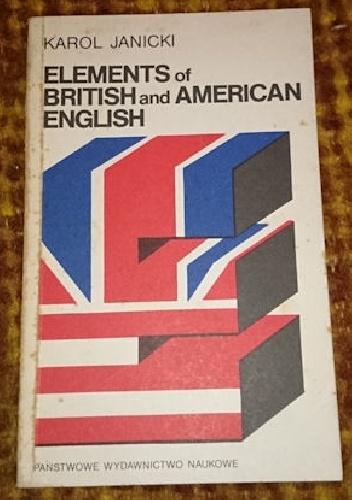 KAROL JANICKI
ELEMENTS of
BRITISH and AMERICAN
ENGLISH
PAŃSTWOWE WYDAWNICTWO NAUKOWE